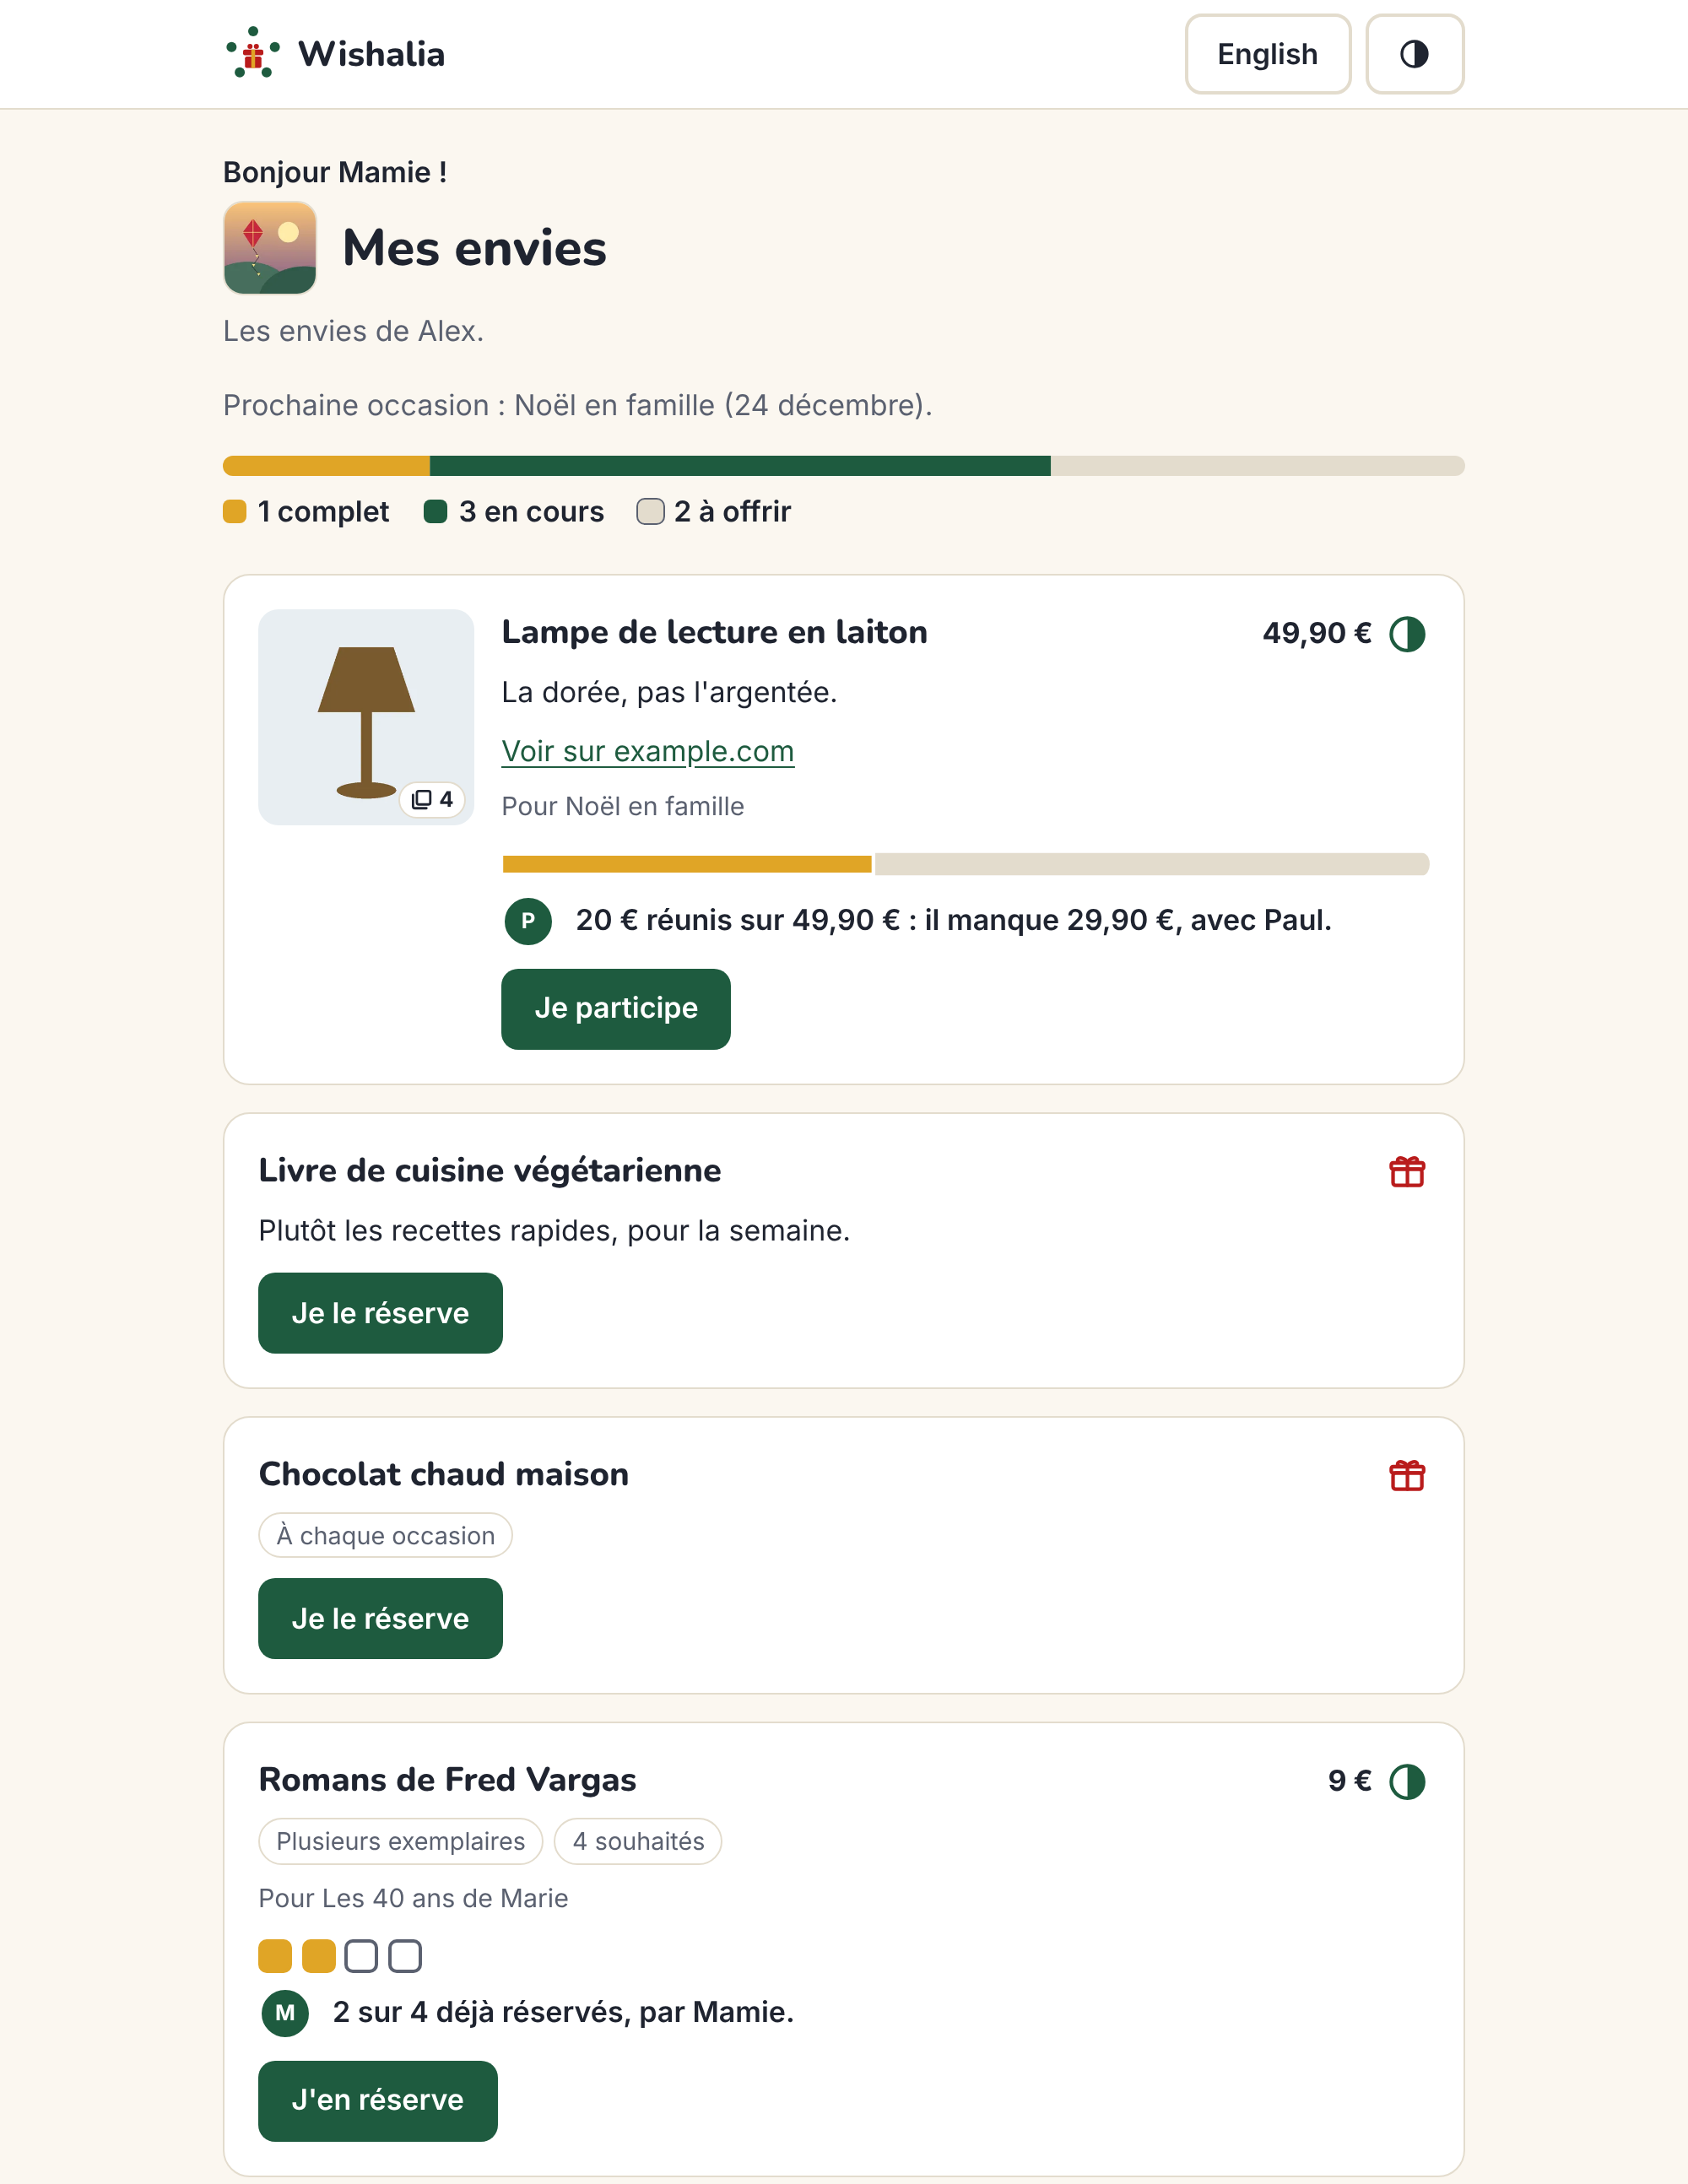 Wishalia
English
Bonjour Mamie !
Mes envies
Les envies de Alex.
Prochaine occasion : Noël en famille (24 décembre).
1 complet
3 en cours
2 à offrir
Lampe de lecture en laiton
49,90 €
La dorée, pas l'argentée.
Voir sur example.com
4
Pour Noël en famille
P
20 € réunis sur 49,90 € : il manque 29,90 €, avec Paul.
Je participe
Livre de cuisine végétarienne
Plutôt les recettes rapides, pour la semaine.
Je le réserve
Chocolat chaud maison
À chaque occasion
Je le réserve
Romans de Fred Vargas
9 €
Plusieurs exemplaires
4 souhaités
Pour Les 40 ans de Marie
M
2 sur 4 déjà réservés, par Mamie.
J'en réserve